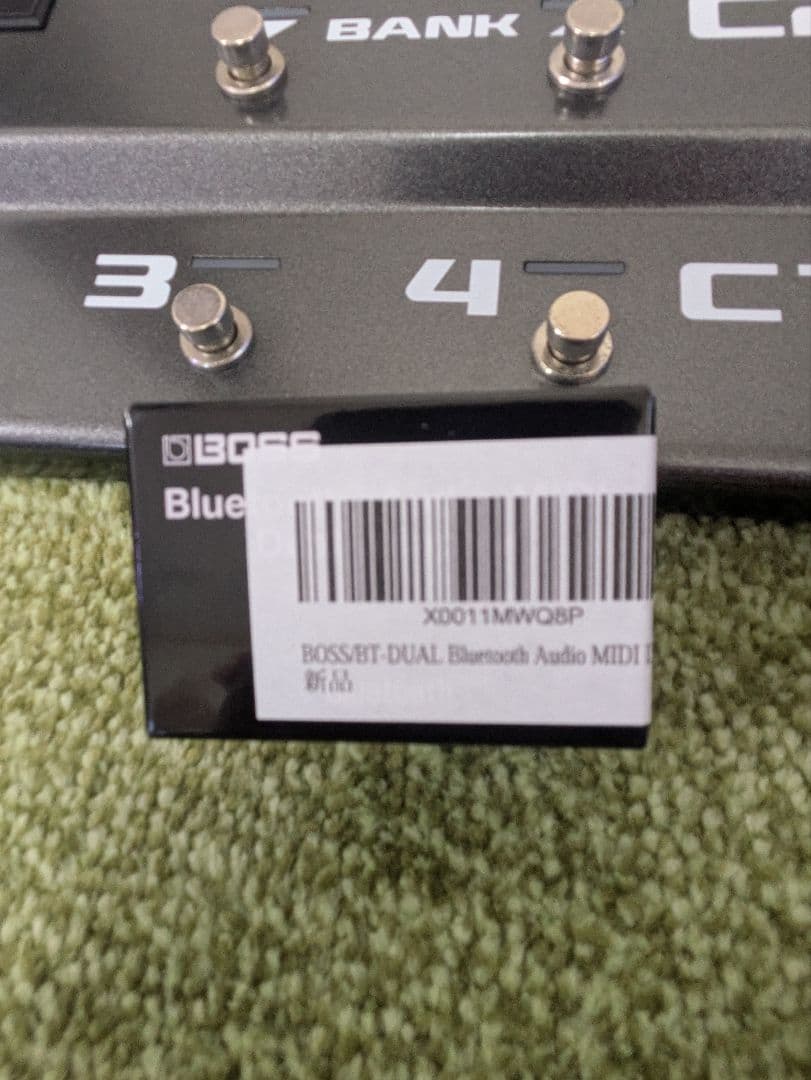 BANK
3
4
BOSS
Blue
X0011MWQ8P
BOSS/BT-DUAL Bluetooth Audio MIDI
新品